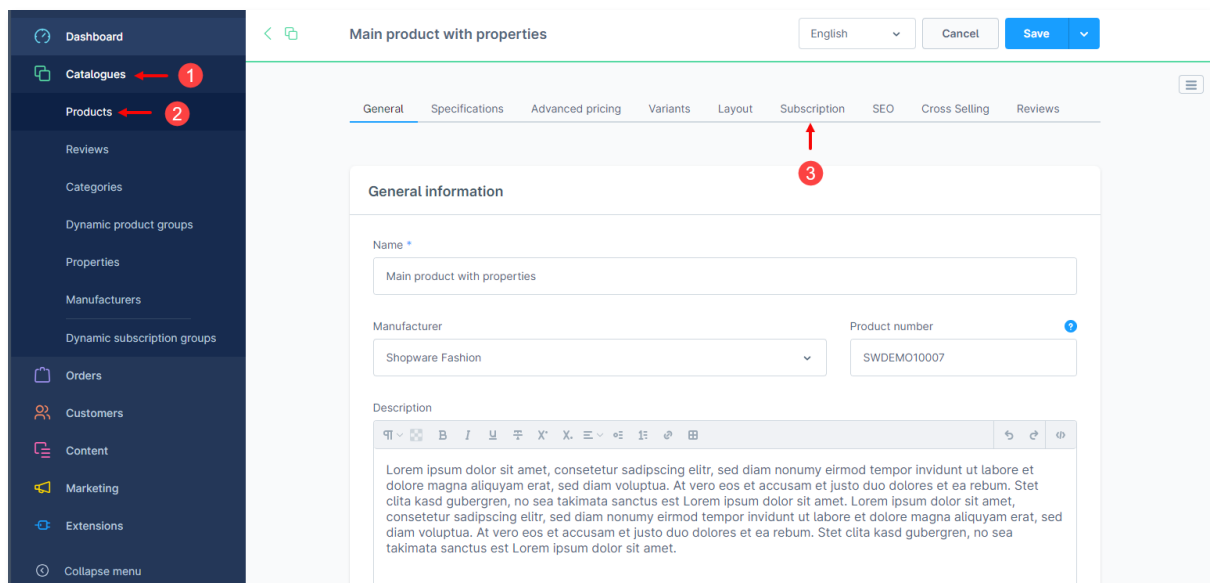 Dashboard
Catalogues
1
Products
2
Reviews
Categories
Dynamic product groups
Properties
Manufacturers
Dynamic subscription groups
Orders
Customers
Content
Marketing
Extensions
Collapse menu
Main product with properties
English
Cancel
Save
General Specifications Advanced pricing Variants Layout Subscription SEO Cross Selling Reviews
3
General information
Name *
Main product with properties
Manufacturer
Product number
?
Shopware Fashion
SWDEMO10007
Description
Lorem ipsum dolor sit amet, consetetur sadipscing elitr, sed diam nonumy eirmod tempor invidunt ut labore et
dolore magna aliquyam erat, sed diam voluptua. At vero eos et accusam et justo duo dolores et ea rebum. Stet
clita kasd gubergren, no sea takimata sanctus est Lorem ipsum dolor sit amet. Lorem ipsum dolor sit amet,
consetetur sadipscing elitr, sed diam nonumy eirmod tempor invidunt ut labore et dolore magna aliquyam erat, sed
diam voluptua. At vero eos et accusam et justo duo dolores et ea rebum. Stet clita kasd gubergren, no sea
takimata sanctus est Lorem ipsum dolor sit amet.